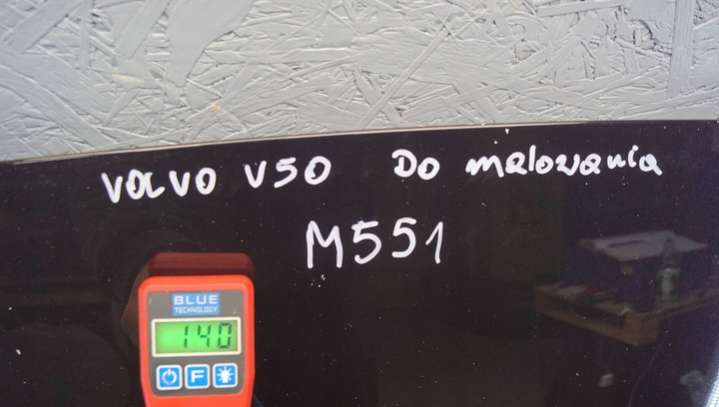 VOLVO V50 Do malowania
M551
BLUE
TECHNOLOGY
140
F